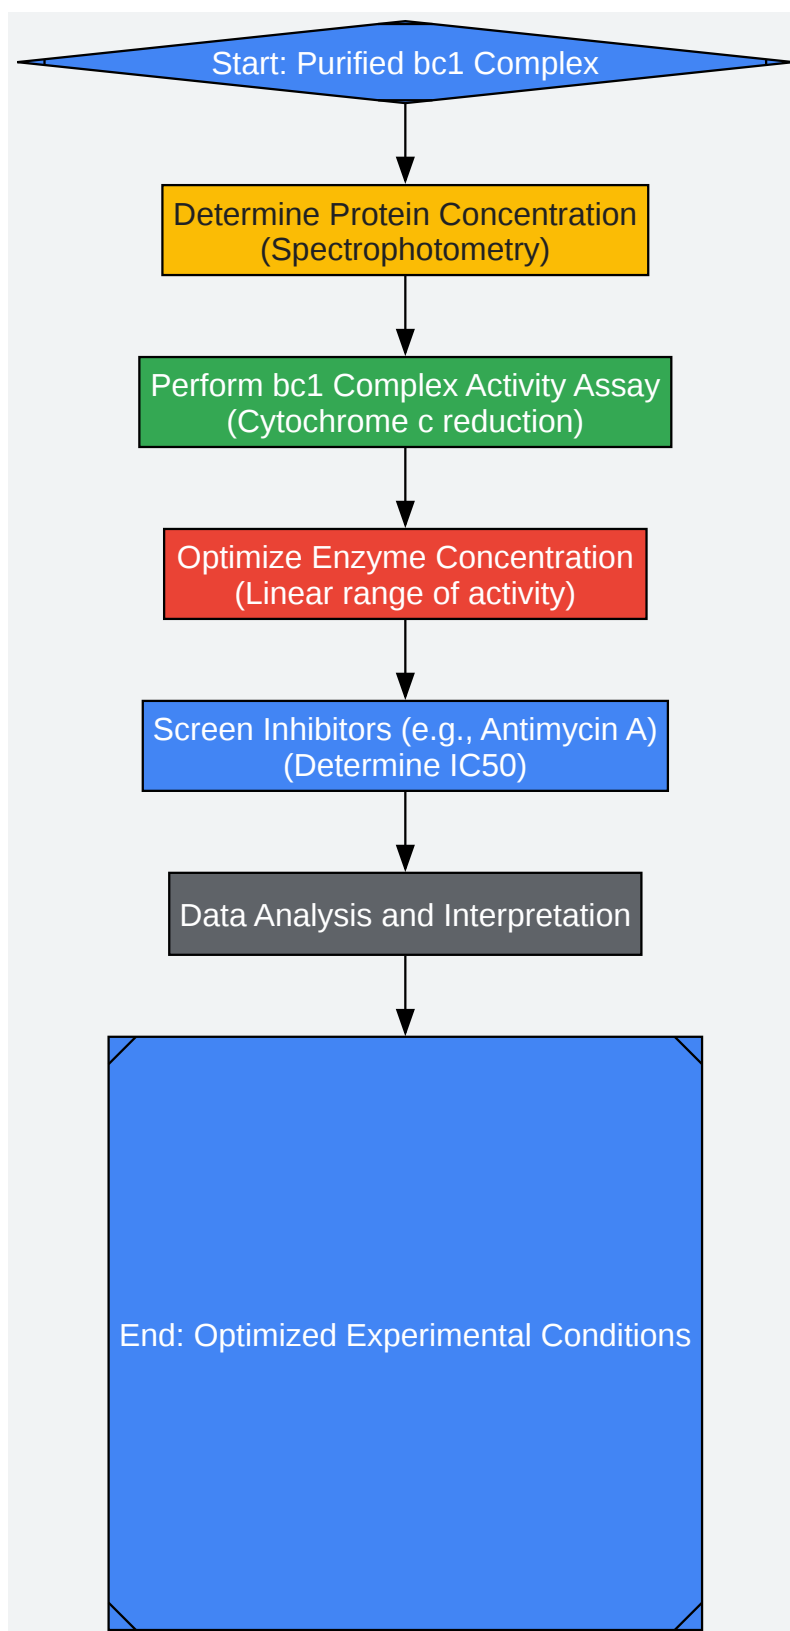 Start: Purified bc1 Complex
Determine Protein Concentration
(Spectrophotometry)
Perform bc1 Complex Activity Assay
(Cytochrome c reduction)
Optimize Enzyme Concentration
(Linear range of activity)
Screen Inhibitors (e.g., Antimycin A)
(Determine IC50)
Data Analysis and Interpretation
End: Optimized Experimental Conditions